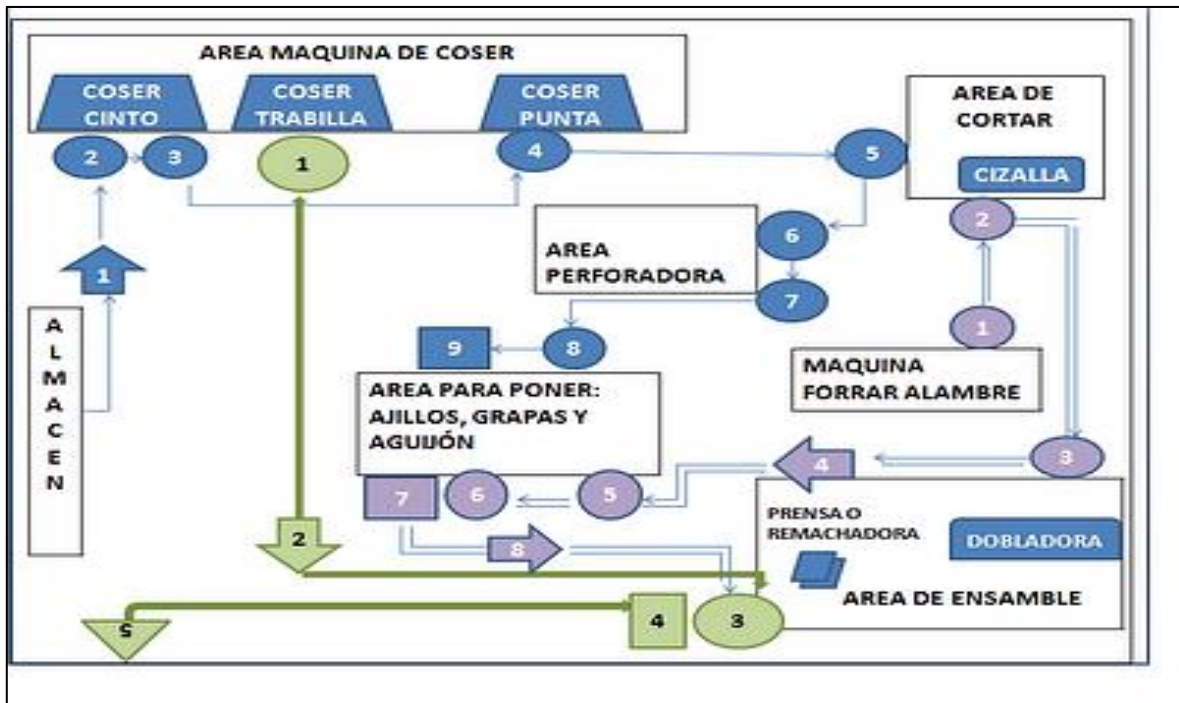 AREA MAQUINA DE COSER
COSER
CINTO
COSER
TRABILLA
COSER
PUNTA
AREA DE
CORTAR
CIZALLA
2
3
1
4
5
2
6
AREA
PERFORADORA
7
1
1
ALMACEN
9
8
MAQUINA
FORRAR ALAMBRE
AREA PARA PONER:
AJILLOS, GRAPAS Y
AGUIJÓN
3
4
7
6
5
PRENSA O
REMACHADORA
DOBLADORA
2
8
AREA DE ENSAMBLE
5
4
3